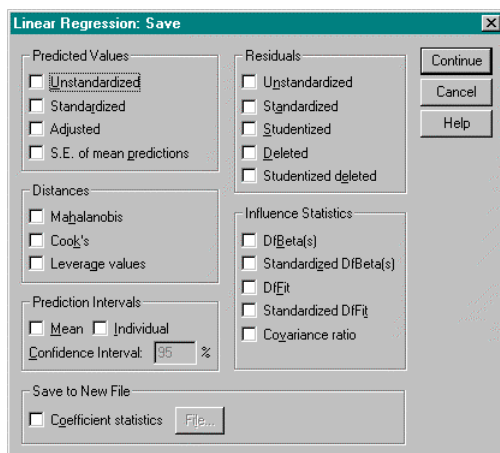 Linear Regression: Save
Predicted Values
Unstandardized
Standardized
Adjusted
S.E. of mean predictions
Distances
Mahalanobis
Cook's
Leverage values
Prediction Intervals
Mean Individual
Confidence Interval: 95 %
Residuals
Unstandardized
Standardized
Studentized
Deleted
Studentized deleted
Influence Statistics
DfBeta(s)
Standardized DfBeta(s)
DfFit
Standardized DfFit
Covariance ratio
Save to New File
Coefficient statistics File...
Continue
Cancel
Help